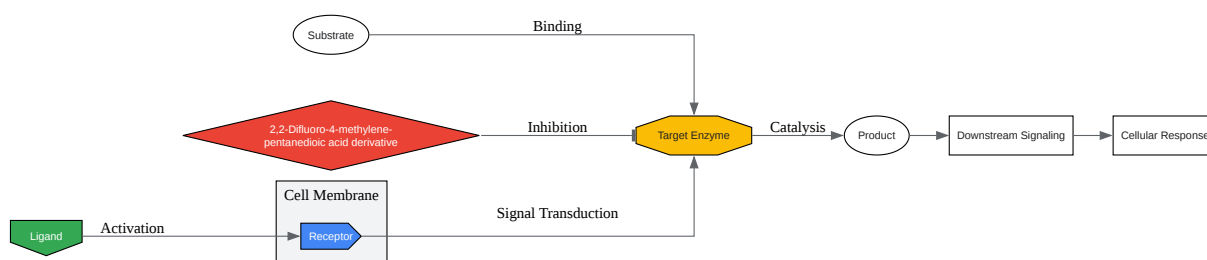 Substrate
Binding
2,2-Difluoro-4-methylene-
pentanedioic acid derivative
Inhibition
Target Enzyme
Catalysis
Product
Downstream Signaling
Cellular Response
Cell Membrane
Signal Transduction
Ligand
Activation
Receptor